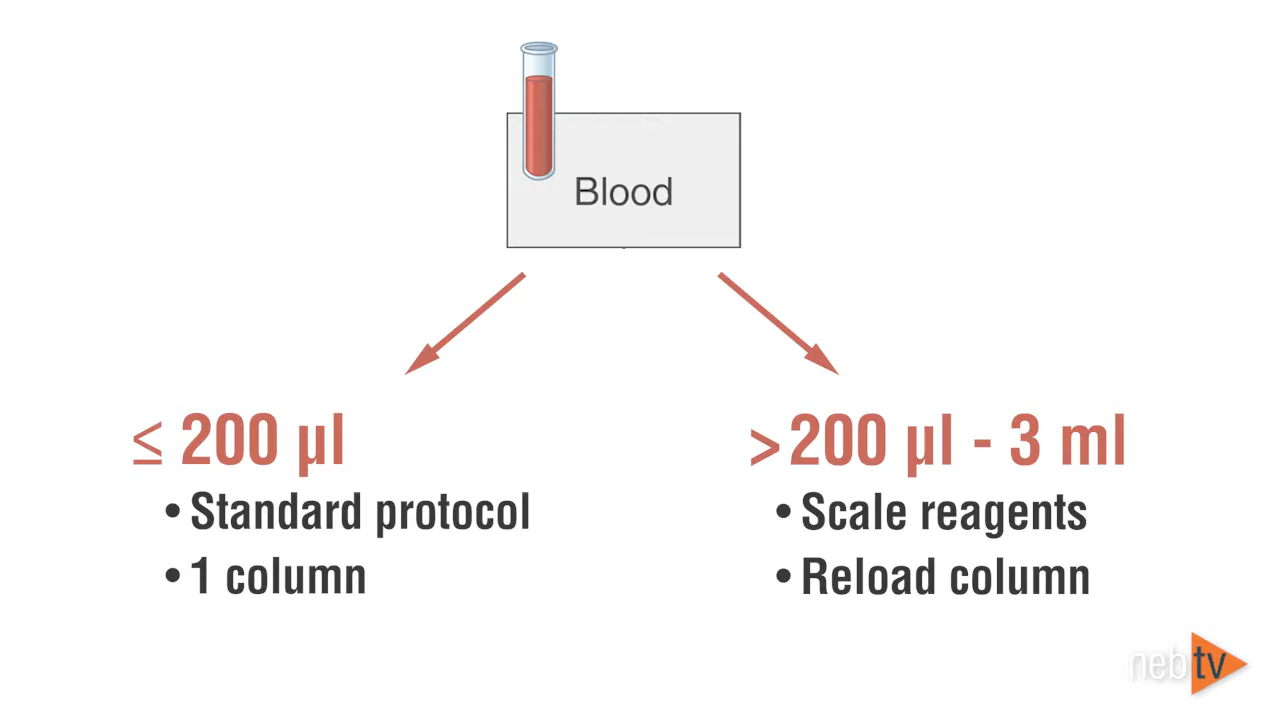 Blood
≤ 200 µl
• Standard protocol
• 1 column
> 200 µl - 3 ml
• Scale reagents
• Reload column
neb tv